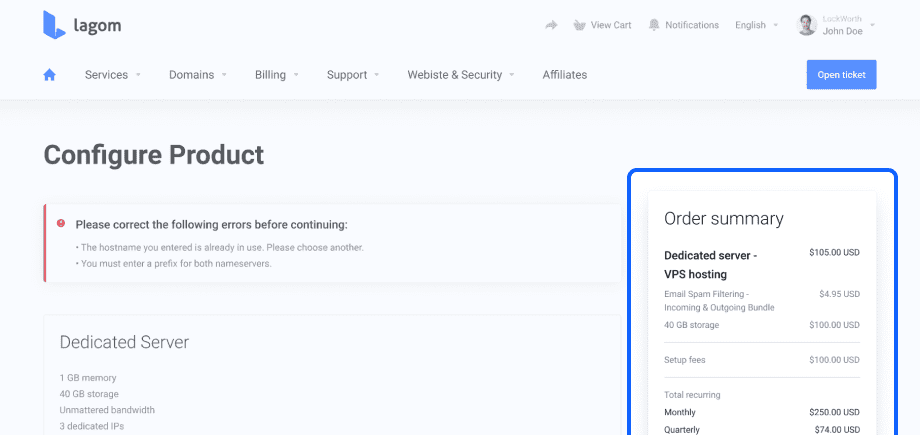 lagom
View Cart
Notifications
English
LuckWorth
John Doe
Services
Domains
Billing
Support
Webiste & Security
Affiliates
Open ticket
Configure Product
Please correct the following errors before continuing:
• The hostname you entered is already in use. Please choose another.
• You must enter a prefix for both nameservers.
Dedicated Server
1 GB memory
40 GB storage
Unmattered bandwidth
3 dedicated IPs
Order summary
Dedicated server - $105.00 USD
VPS hosting
Email Spam Filtering - $4.95 USD
Incoming & Outgoing Bundle
40 GB storage $100.00 USD
Setup fees $100.00 USD
Total recurring
Monthly $250.00 USD
Quarterly $74.00 USD